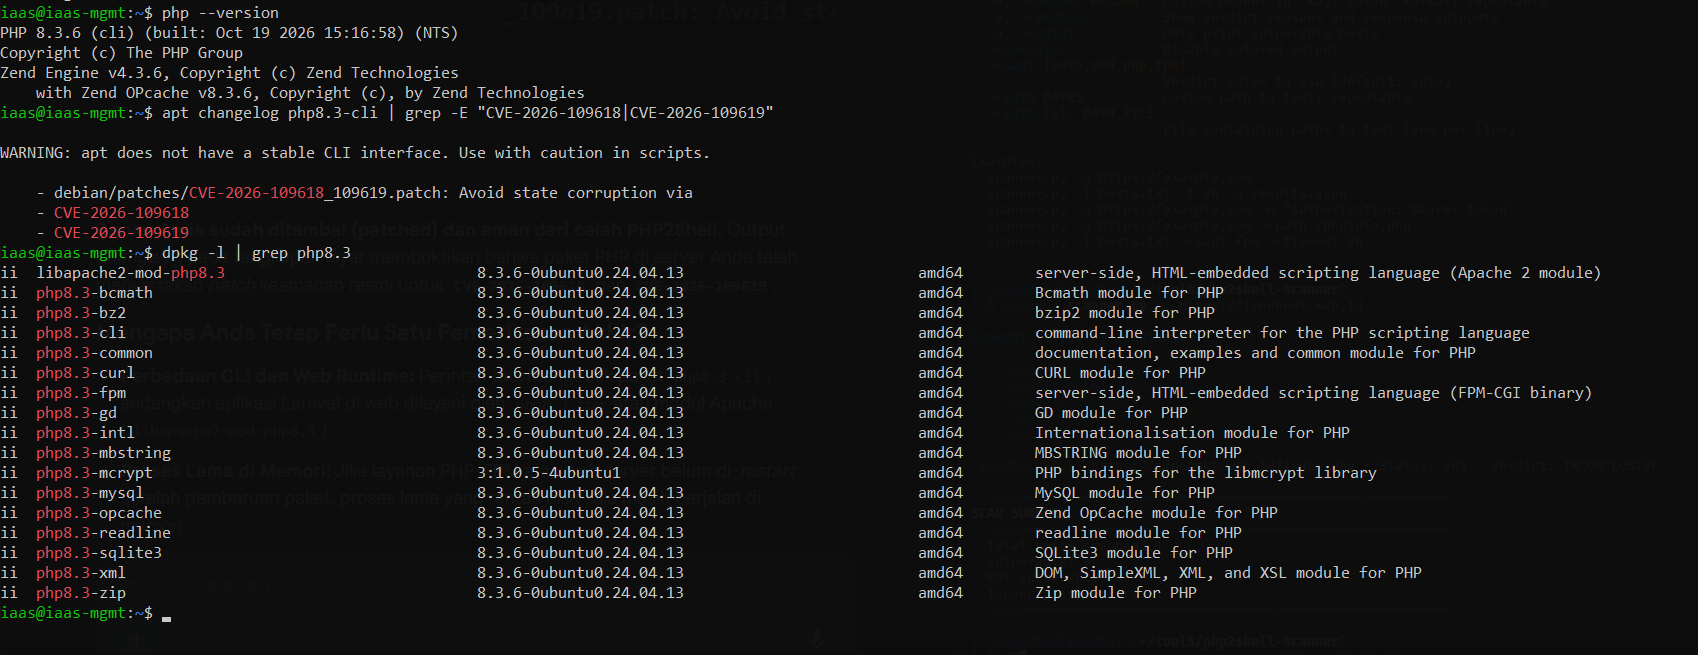 iaas@iaas-mgmt:~$ php --version
PHP 8.3.6 (cli) (built: Oct 19 2026 15:16:58) (NTS)
Copyright (c) The PHP Group
Zend Engine v4.3.6, Copyright (c) Zend Technologies
    with Zend OPcache v8.3.6, Copyright (c), by Zend Technologies
iaas@iaas-mgmt:~$ apt changelog php8.3-cli | grep -E "CVE-2026-109618|CVE-2026-109619"
WARNING: apt does not have a stable CLI interface. Use with caution in scripts.
    - debian/patches/CVE-2026-109618_109619.patch: Avoid state corruption via
    - CVE-2026-109618
    - CVE-2026-109619
iaas@iaas-mgmt:~$ dpkg -l | grep php8.3
ii  libapache2-mod-php8.3  8.3.6-0ubuntu0.24.04.13  amd64  server-side, HTML-embedded scripting language (Apache 2 module)
ii  php8.3-bcmath  8.3.6-0ubuntu0.24.04.13  amd64  Bcmath module for PHP
ii  php8.3-bz2  8.3.6-0ubuntu0.24.04.13  amd64  bzip2 module for PHP
ii  php8.3-cli  8.3.6-0ubuntu0.24.04.13  amd64  command-line interpreter for the PHP scripting language
ii  php8.3-common  8.3.6-0ubuntu0.24.04.13  amd64  documentation, examples and common module for PHP
ii  php8.3-curl  8.3.6-0ubuntu0.24.04.13  amd64  CURL module for PHP
ii  php8.3-fpm  8.3.6-0ubuntu0.24.04.13  amd64  server-side, HTML-embedded scripting language (FPM-CGI binary)
ii  php8.3-gd  8.3.6-0ubuntu0.24.04.13  amd64  GD module for PHP
ii  php8.3-intl  8.3.6-0ubuntu0.24.04.13  amd64  Internationalisation module for PHP
ii  php8.3-mbstring  8.3.6-0ubuntu0.24.04.13  amd64  MBSTRING module for PHP
ii  php8.3-mcrypt  3:1.0.5-4ubuntu1  amd64  PHP bindings for the libmcrypt library
ii  php8.3-mysql  8.3.6-0ubuntu0.24.04.13  amd64  MySQL module for PHP
ii  php8.3-opcache  8.3.6-0ubuntu0.24.04.13  amd64  Zend OpCache module for PHP
ii  php8.3-readline  8.3.6-0ubuntu0.24.04.13  amd64  readline module for PHP
ii  php8.3-sqlite3  8.3.6-0ubuntu0.24.04.13  amd64  SQLite3 module for PHP
ii  php8.3-xml  8.3.6-0ubuntu0.24.04.13  amd64  DOM, SimpleXML, XML, and XSL module for PHP
ii  php8.3-zip  8.3.6-0ubuntu0.24.04.13  amd64  Zip module for PHP
iaas@iaas-mgmt:~$